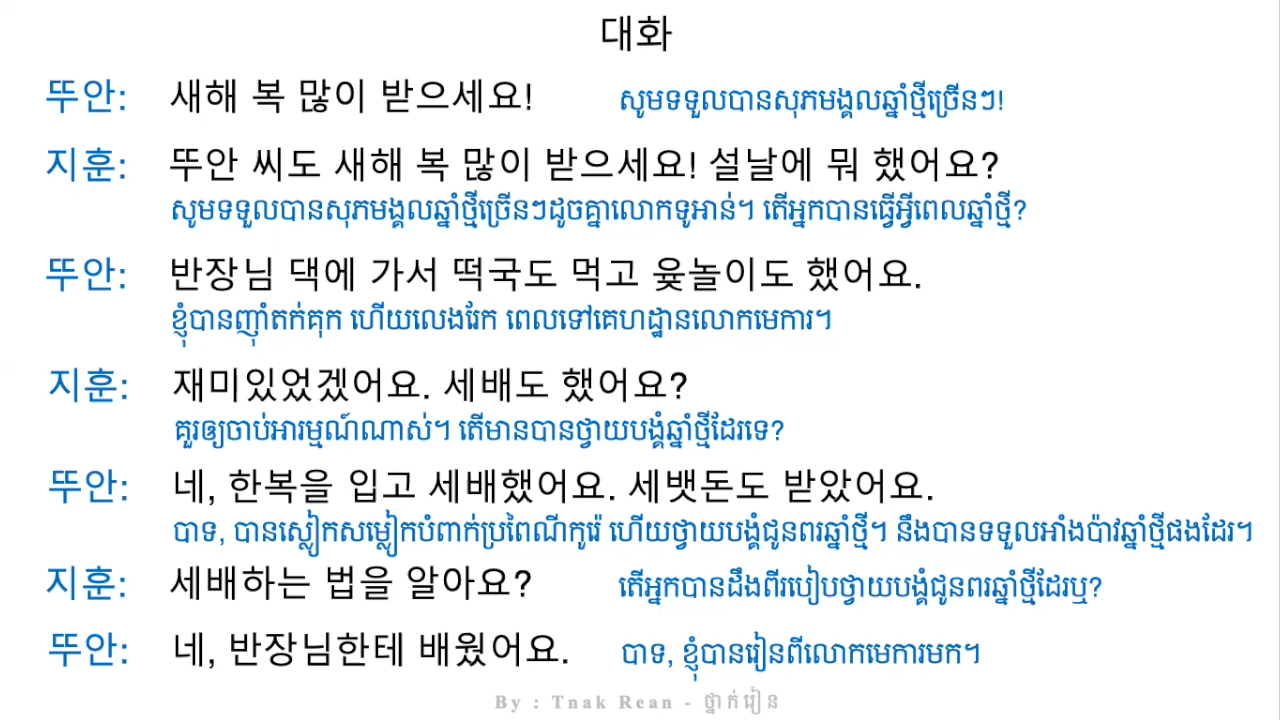 대화
뚜안: 새해 복 많이 받으세요! សូមទទួលបានសុភមង្គលឆ្នាំថ្មីច្រើនៗ!
지훈: 뚜안 씨도 새해 복 많이 받으세요! 설날에 뭐 했어요?
សូមទទួលបានសុភមង្គលឆ្នាំថ្មីច្រើនៗដូចគ្នាលោកទូអាន់។ តើអ្នកបានធ្វើអ្វីពេលឆ្នាំថ្មី?
뚜안: 반장님 댁에 가서 떡국도 먹고 윷놀이도 했어요.
ខ្ញុំបានញ៉ាំតក់គុក ហើយលេងរែក ពេលទៅគេហដ្ឋានលោកមេការ។
지훈: 재미있었겠어요. 세배도 했어요?
គួរឲ្យចាប់អារម្មណ៍ណាស់។ តើមានបានថ្វាយបង្គំឆ្នាំថ្មីដែរទេ?
뚜안: 네, 한복을 입고 세배했어요. 세뱃돈도 받았어요.
បាទ, បានស្លៀកសម្លៀកបំពាក់ប្រពៃណីកូរ៉េ ហើយថ្វាយបង្គំជូនពរឆ្នាំថ្មី។ នឹងបានទទួលអាំងប៉ាវឆ្នាំថ្មីផងដែរ។
지훈: 세배하는 법을 알아요? តើអ្នកបានដឹងពីរបៀបថ្វាយបង្គំជូនពរឆ្នាំថ្មីដែរឬ?
뚜안: 네, 반장님한테 배웠어요. បាទ, ខ្ញុំបានរៀនពីលោកមេការមក។
By : Tnak Rean - ថ្នាក់រៀន